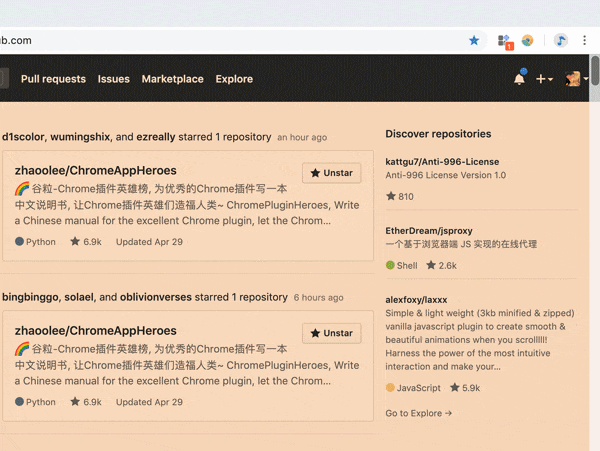 ub.com
1
Pull requests Issues Marketplace Explore
d1scolor, wumingshix, and ezreally starred 1 repository an hour ago
zhaoolee/ChromeAppHeroes
Unstar
🌈谷粒-Chrome插件英雄榜, 为优秀的Chrome插件写一本
中文说明书, 让Chrome插件英雄们造福人类~ ChromePluginHeroes, Write
a Chinese manual for the excellent Chrome plugin, let the Chrom...
Python 6.9k Updated Apr 29
bingbinggo, solael, and oblivionverses starred 1 repository 6 hours ago
zhaoolee/ChromeAppHeroes
Unstar
🌈谷粒-Chrome插件英雄榜, 为优秀的Chrome插件写一本
中文说明书, 让Chrome插件英雄们造福人类~ ChromePluginHeroes, Write
a Chinese manual for the excellent Chrome plugin, let the Chrom...
Python 6.9k Updated Apr 29
Discover repositories
kattgu7/Anti-996-License
Anti-996 License Version 1.0
810
EtherDream/jsproxy
一个基于浏览器端 JS 实现的在线代理
Shell 2.6k
alexfoxy/laxxx
Simple & light weight (3kb minified & zipped)
vanilla javascript plugin to create smooth &
beautiful animations when you scrolllll!
Harness the power of the most intuitive
interaction and make your...
JavaScript 5.9k
Go to Explore →